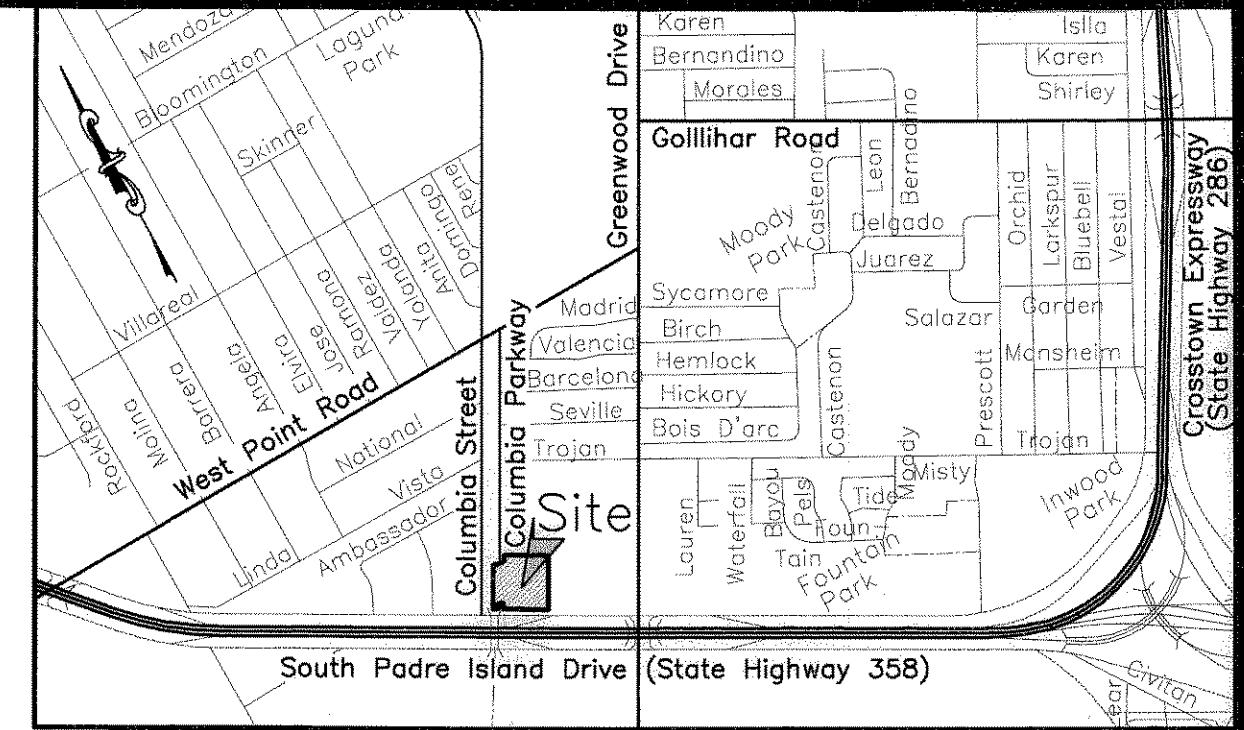 Mendoza
Bloomington
Laguna
Park
Skinner
Greenwood Drive
Karen
Bernandino
Morales
Islla
Karen
Shirley
Golllihar Road
Castenon
Leon
Bernadino
Moody
Park
Delgado
Juarez
Orchid
Larkspur
Bluebell
Vestal
Crosstown Expressway
(State Highway 286)
Villareal
Rockford
Molina
Barrera
Angela
Elvira
Jose
Ramona
Valdez
Yolanda
Anita
Domingo
Rene
West Point Road
National
Vista
Ambassador
Linda
Columbia Street
Columbia Parkway
Madrid
Valencia
Barcelona
Seville
Trojan
Site
Sycamore
Birch
Hemlock
Hickory
Bois D'arc
Castenon
Salazar
Garden
Mansheim
Prescott
Trojan
Lauren
Waterfall
Bayou
Pels
Tide
Moody
Misty
Foun
Tain
Fountain
Park
Inwood
Park
South Padre Island Drive (State Highway 358)
Civitan